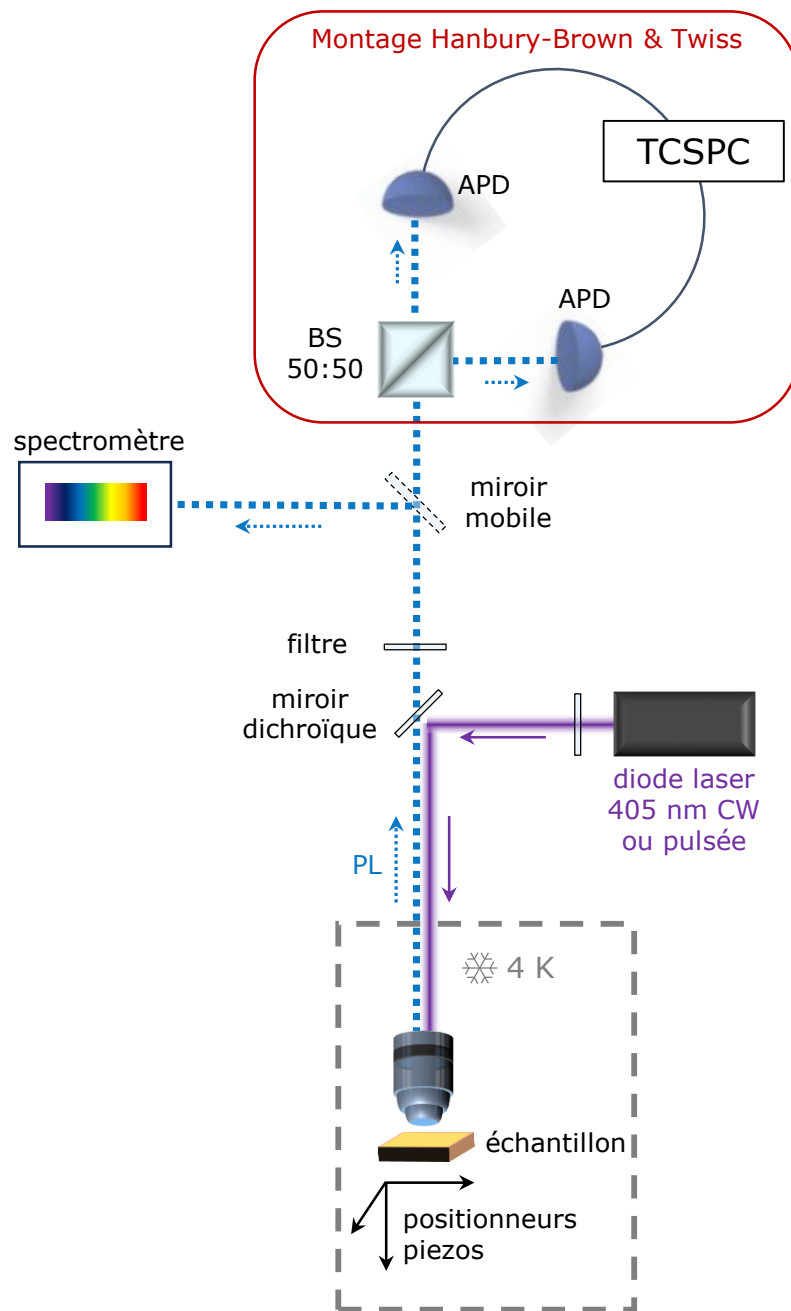 Montage Hanbury-Brown & Twiss
TCSPC
APD
APD
BS
50:50
spectromètre
miroir
mobile
filtre
miroir
dichroïque
diode laser
405 nm CW
ou pulsée
PL
4 K
échantillon
positionneurs
piezos